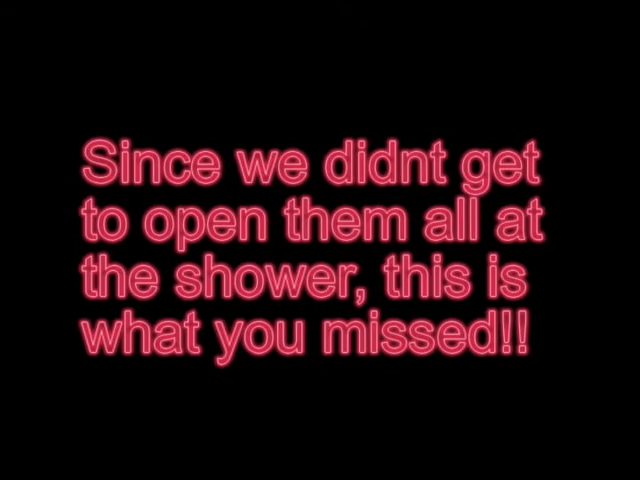 Since we didnt get
to open them all at
the shower, this is
what you missed!!